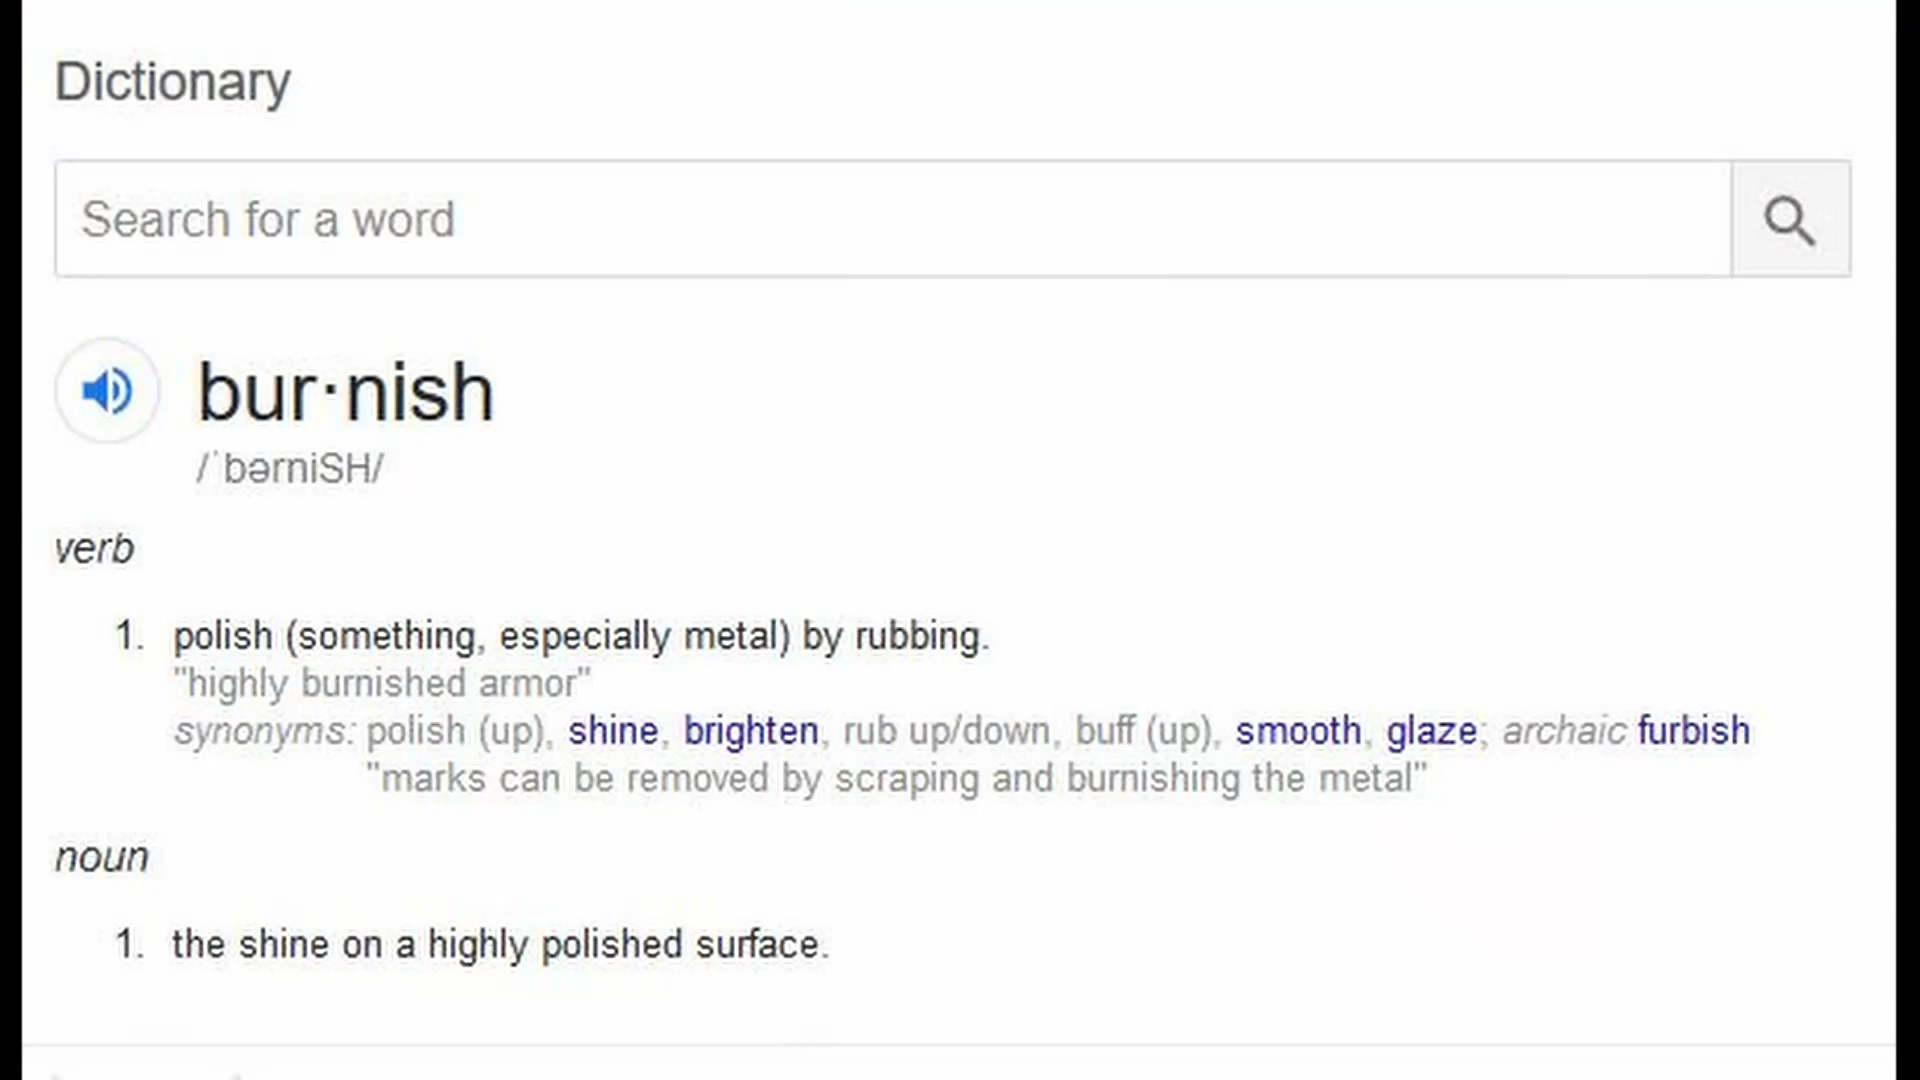 Dictionary
Search for a word
bur·nish
/ˈbərniSH/
verb
1. polish (something, especially metal) by rubbing.
"highly burnished armor"
synonyms: polish (up), shine, brighten, rub up/down, buff (up), smooth, glaze; archaic furbish
"marks can be removed by scraping and burnishing the metal"
noun
1. the shine on a highly polished surface.